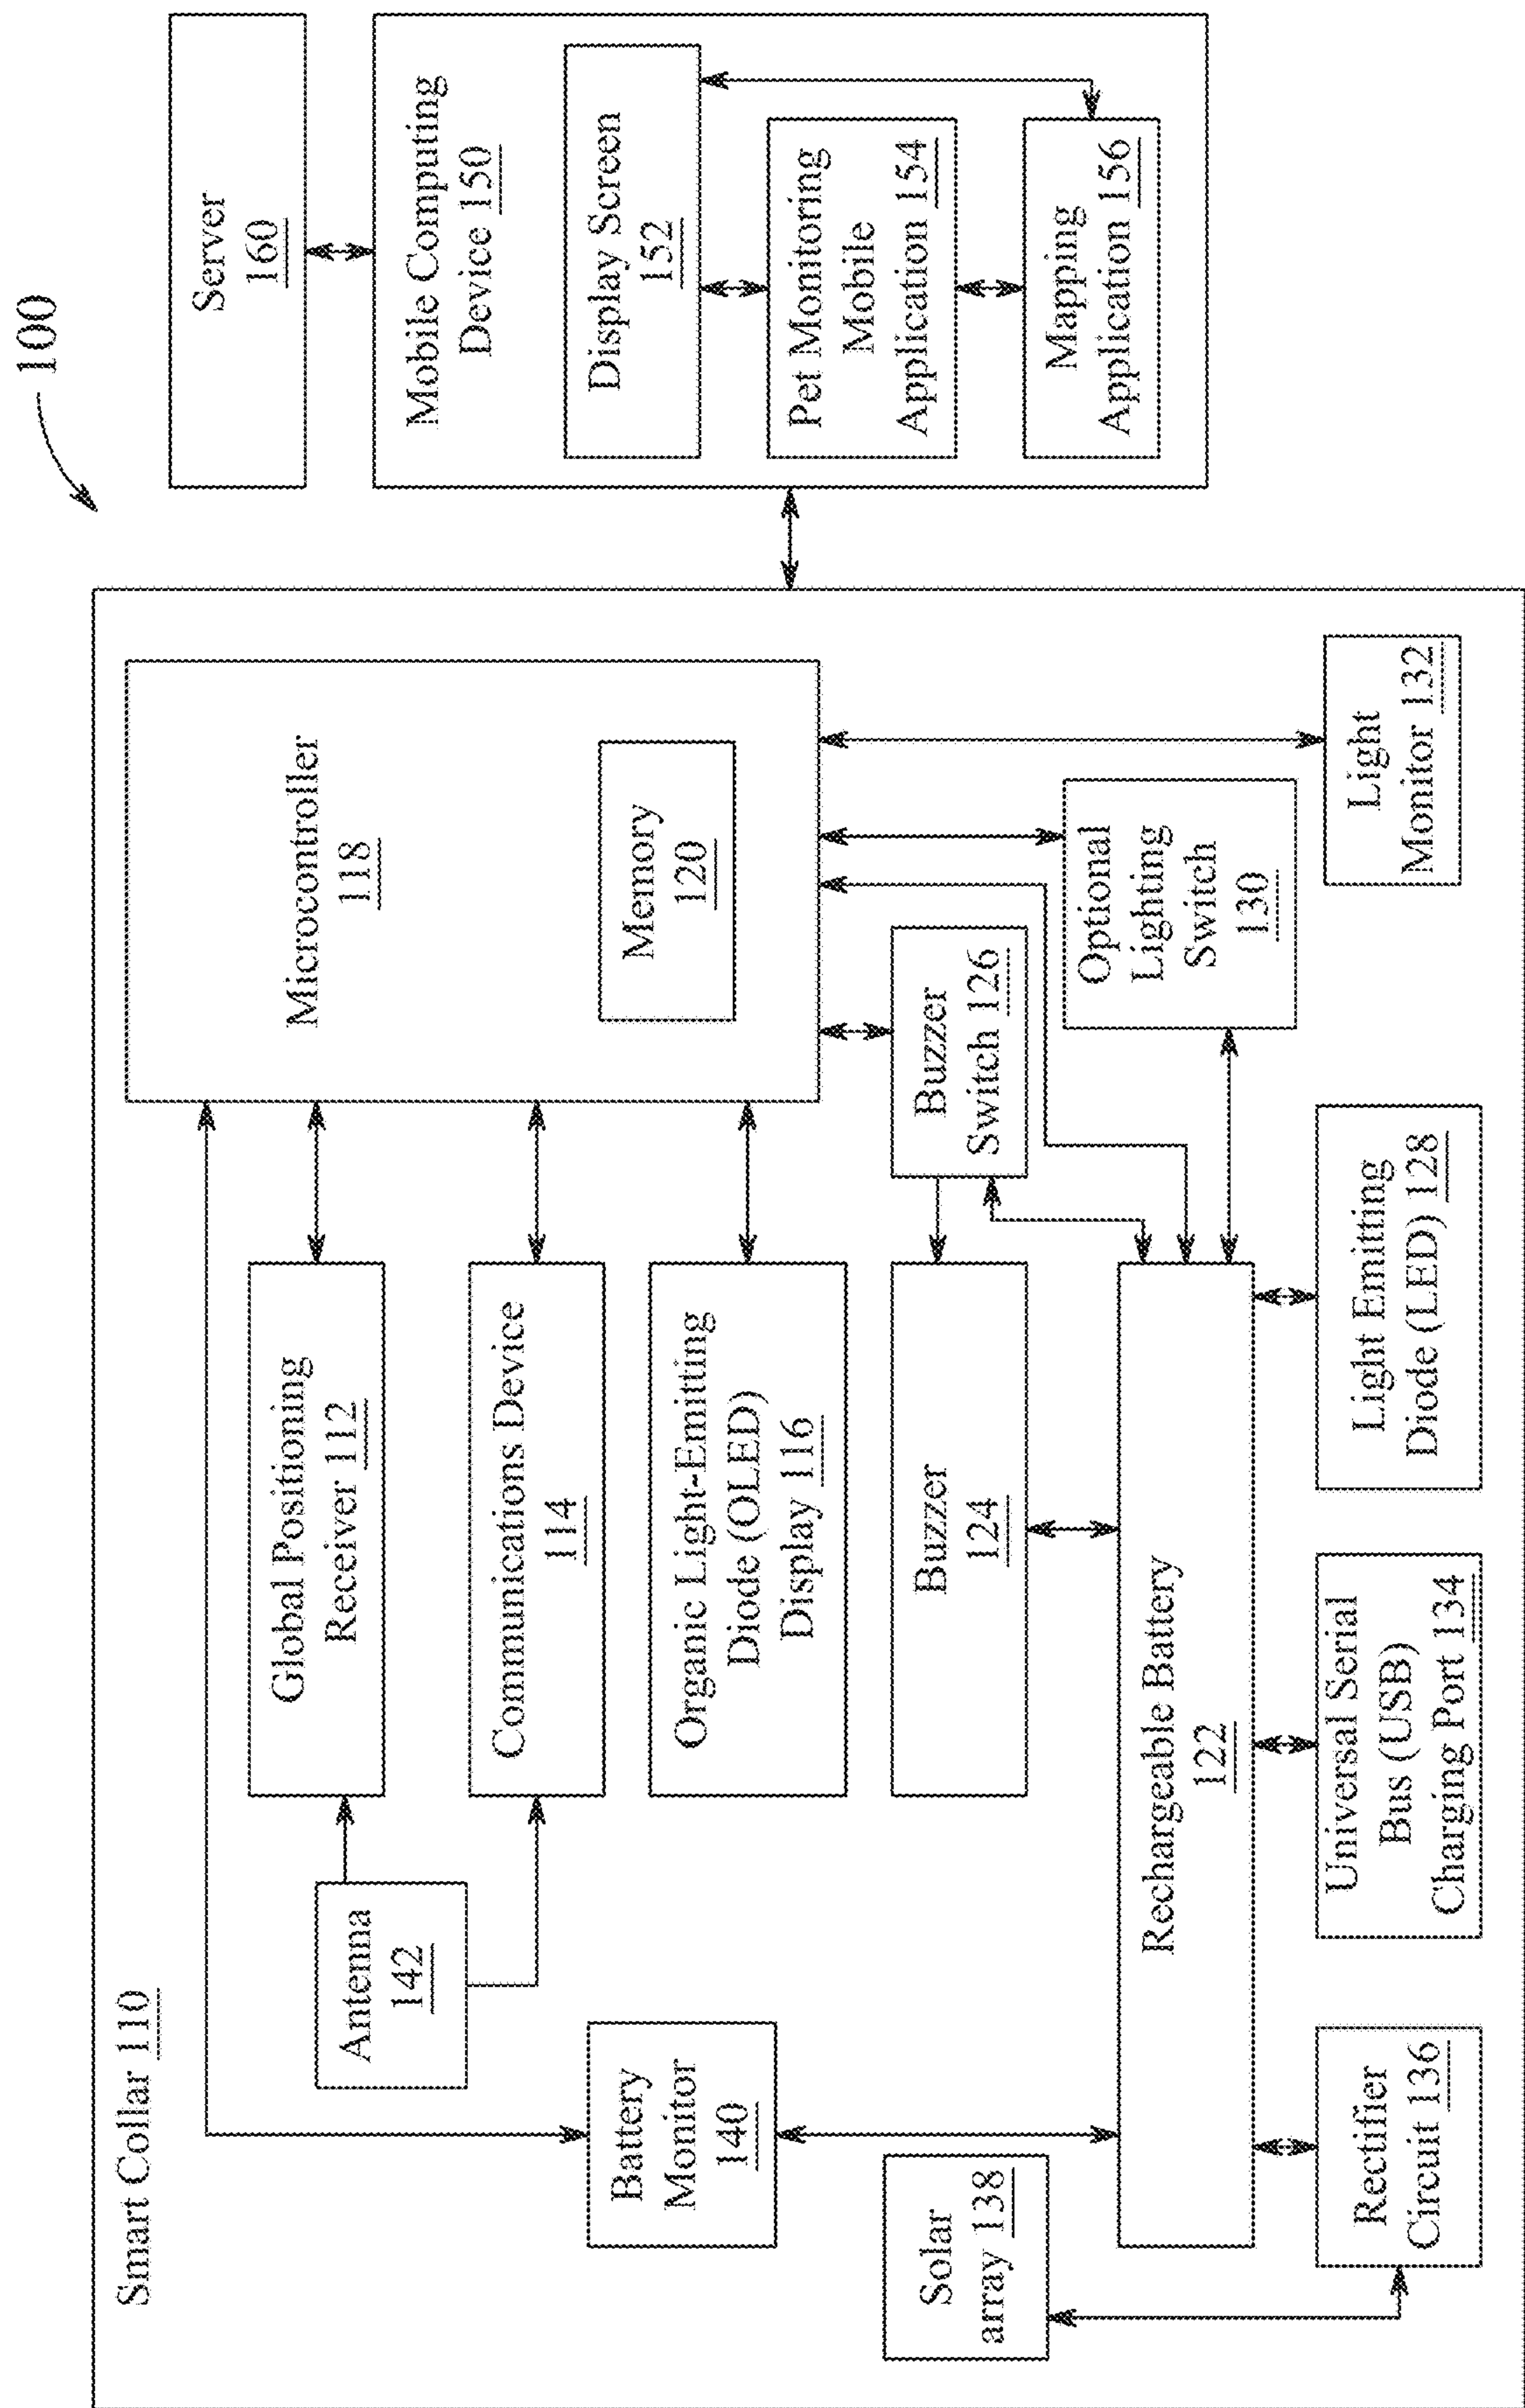 100
Smart Collar 110
Antenna
142
Battery
Monitor
140
Solar
array 138
Global Positioning
Receiver 112
Communications Device
114
Organic Light-Emitting
Diode (OLED)
Display 116
Buzzer
124
Rechargeable Battery
122
Rectifier
Circuit 136
Universal Serial
Bus (USB)
Charging Port 134
Light Emitting
Diode (LED) 128
Microcontroller
118
Memory
120
Buzzer
Switch 126
Optional
Lighting
Switch
130
Light
Monitor 132
Server
160
Mobile Computing
Device 150
Display Screen
152
Pet Monitoring
Mobile
Application 154
Mapping
Application 156